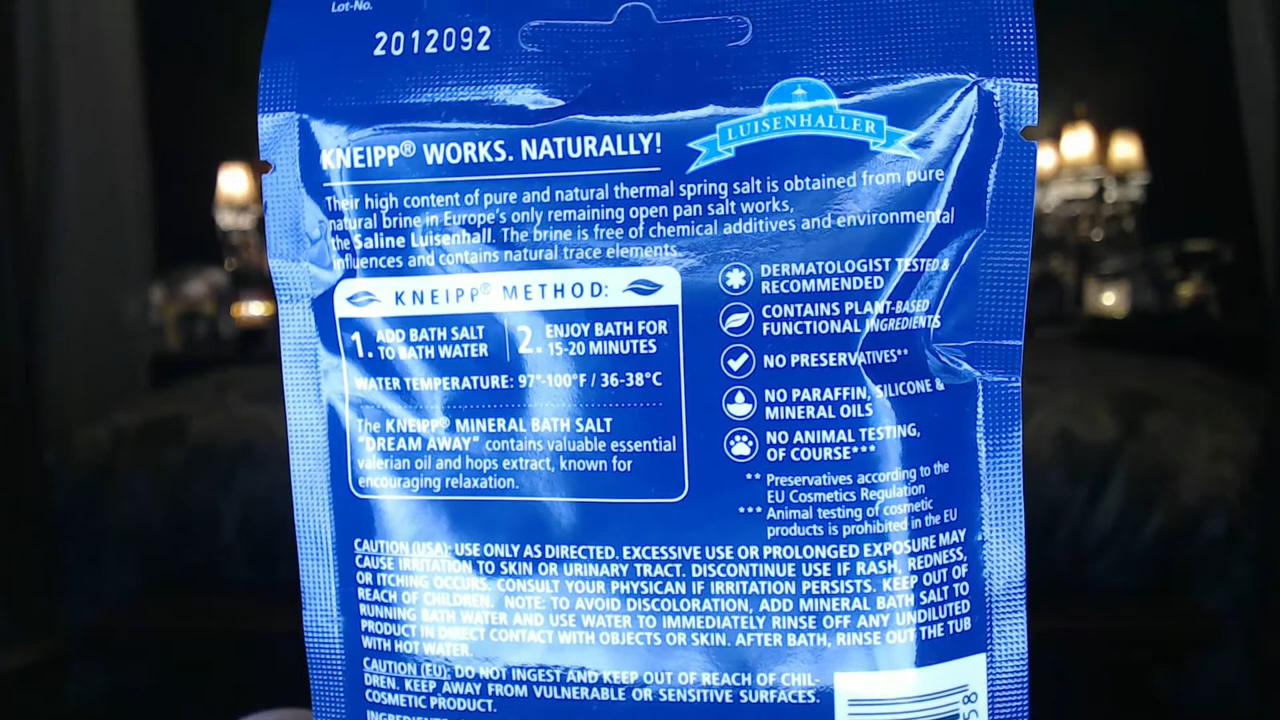 Lot-No.
2012092
LUISENHALLER
KNEIPP® WORKS. NATURALLY!
Their high content of pure and natural thermal spring salt is obtained from pure
natural brine in Europe's only remaining open pan salt works,
the Saline Luisenhall. The brine is free of chemical additives and environmental
influences and contains natural trace elements.
KNEIPP® METHOD:
1. ADD BATH SALT
TO BATH WATER
2. ENJOY BATH FOR
15-20 MINUTES
WATER TEMPERATURE: 97°-100°F / 36-38°C
The KNEIPP® MINERAL BATH SALT
"DREAM AWAY" contains valuable essential
valerian oil and hops extract, known for
encouraging relaxation.
DERMATOLOGIST TESTED &
RECOMMENDED
CONTAINS PLANT-BASED
FUNCTIONAL INGREDIENTS
NO PRESERVATIVES**
NO PARAFFIN, SILICONE &
MINERAL OILS
NO ANIMAL TESTING,
OF COURSE***
** Preservatives according to the
EU Cosmetics Regulation
*** Animal testing of cosmetic
products is prohibited in the EU
CAUTION (USA): USE ONLY AS DIRECTED. EXCESSIVE USE OR PROLONGED EXPOSURE MAY
CAUSE IRRITATION TO SKIN OR URINARY TRACT. DISCONTINUE USE IF RASH, REDNESS,
OR ITCHING OCCURS. CONSULT YOUR PHYSICAN IF IRRITATION PERSISTS. KEEP OUT OF
REACH OF CHILDREN. NOTE: TO AVOID DISCOLORATION, ADD MINERAL BATH SALT TO
RUNNING BATH WATER AND USE WATER TO IMMEDIATELY RINSE OFF ANY UNDILUTED
PRODUCT IN DIRECT CONTACT WITH OBJECTS OR SKIN. AFTER BATH, RINSE OUT THE TUB
WITH HOT WATER.
CAUTION (EU): DO NOT INGEST AND KEEP OUT OF REACH OF CHIL-
DREN. KEEP AWAY FROM VULNERABLE OR SENSITIVE SURFACES.
COSMETIC PRODUCT.
58